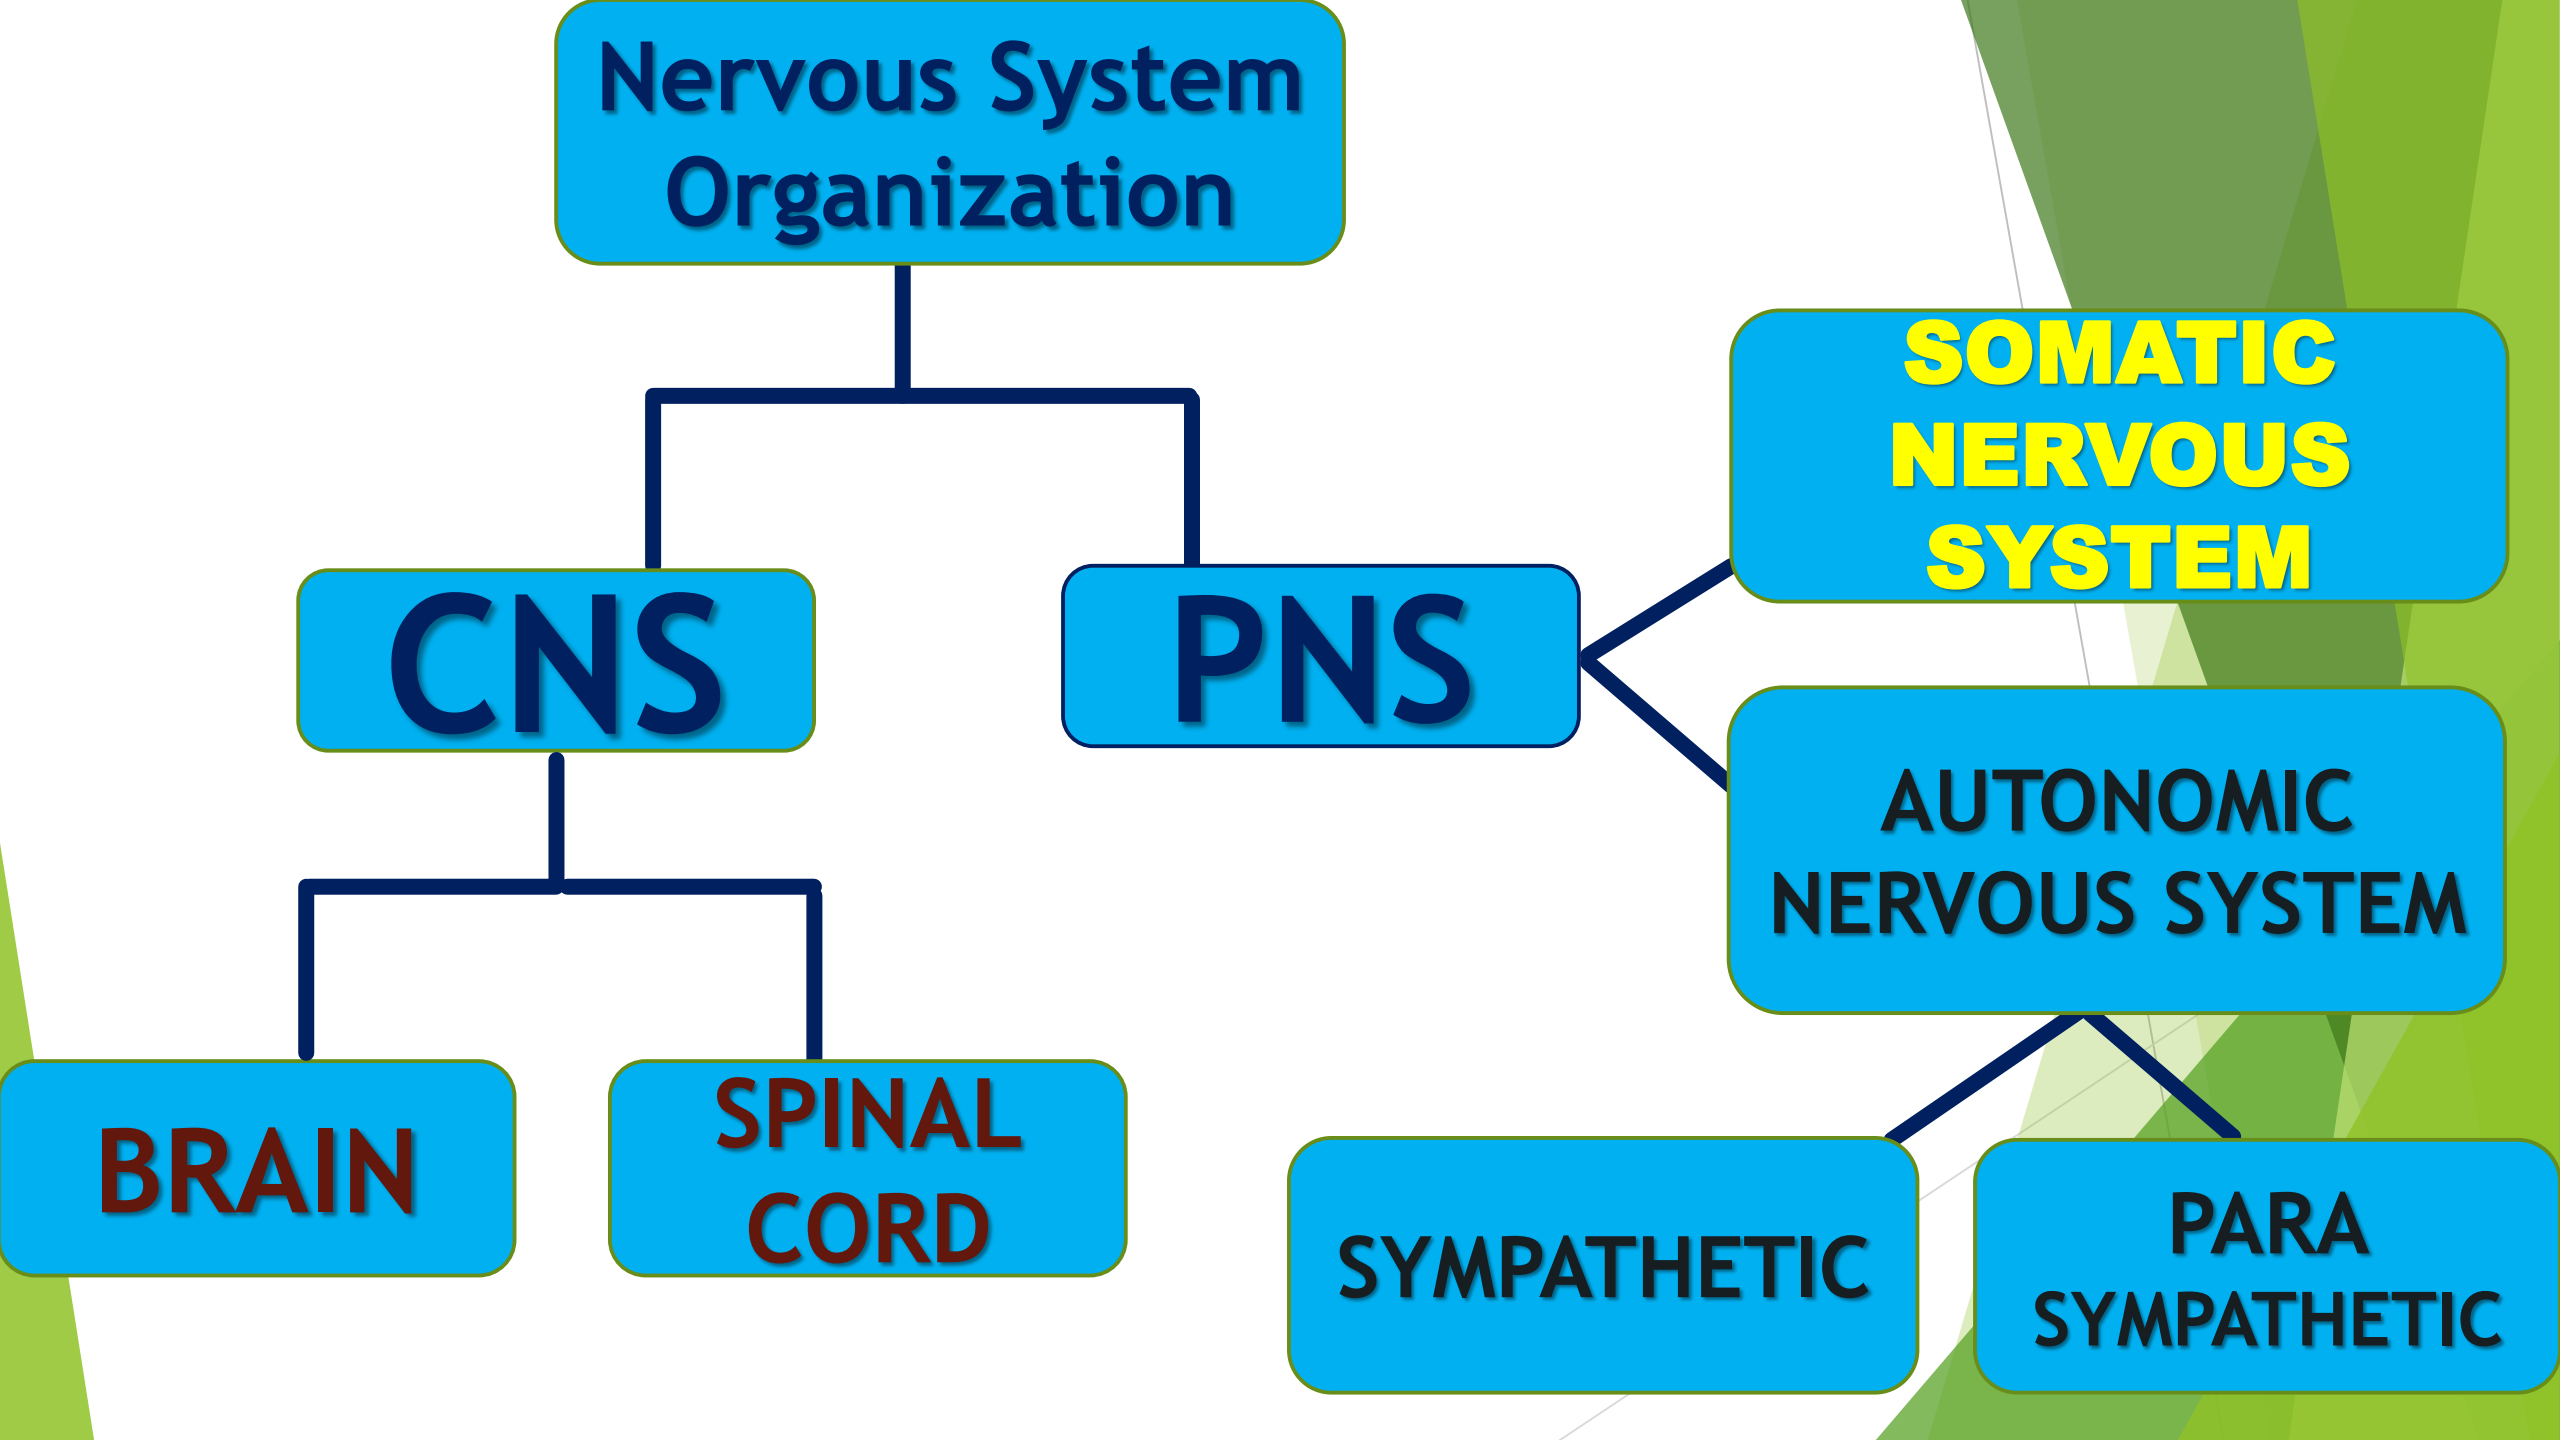 Nervous System
Organization
SOMATIC
NERVOUS
SYSTEM
CNS
PNS
AUTONOMIC
NERVOUS SYSTEM
BRAIN
SPINAL
CORD
SYMPATHETIC
PARA
SYMPATHETIC